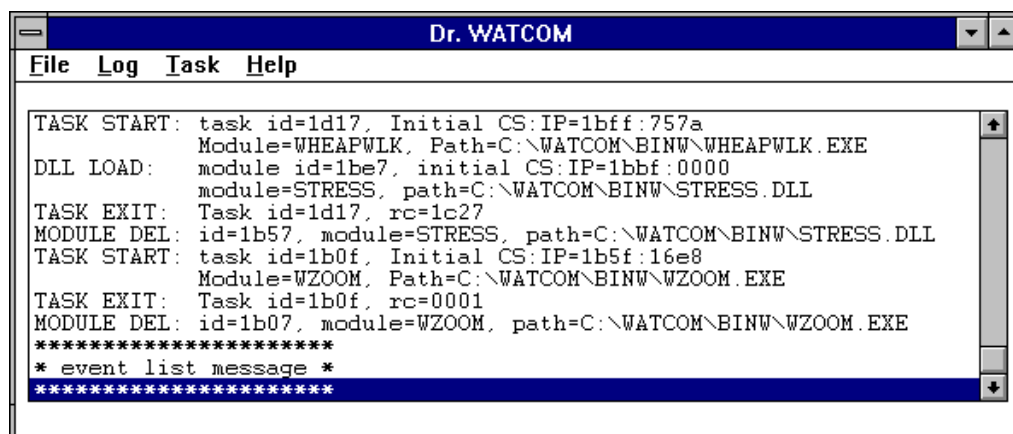 Dr. WATCOM
File Log Task Help
TASK START: task id=1d17, Initial CS:IP=1bff:757a
Module=WHEAPWLK, Path=C:\WATCOM\BINW\WHEAPWLK.EXE
DLL LOAD: module id=1be7, initial CS:IP=1bbf:0000
module=STRESS, path=C:\WATCOM\BINW\STRESS.DLL
TASK EXIT: Task id=1d17, rc=1c27
MODULE DEL: id=1b57, module=STRESS, path=C:\WATCOM\BINW\STRESS.DLL
TASK START: task id=1b0f, Initial CS:IP=1b5f:16e8
Module=WZOOM, Path=C:\WATCOM\BINW\WZOOM.EXE
TASK EXIT: Task id=1b0f, rc=0001
MODULE DEL: id=1b07, module=WZOOM, path=C:\WATCOM\BINW\WZOOM.EXE
**********************
* event list message *
**********************